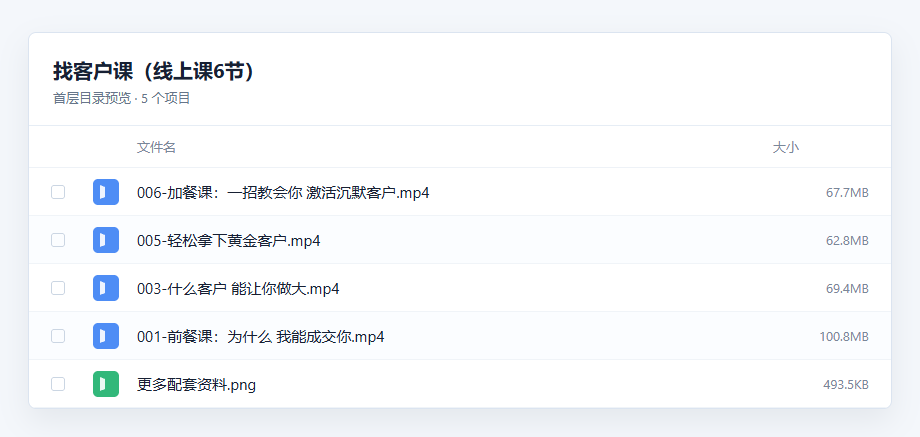 找客户课（线上课6节）
首层目录预览 · 5 个项目
文件名 大小
006-加餐课：一招教会你 激活沉默客户.mp4 67.7MB
005-轻松拿下黄金客户.mp4 62.8MB
003-什么客户 能让你做大.mp4 69.4MB
001-前餐课：为什么 我能成交你.mp4 100.8MB
更多配套资料.png 493.5KB